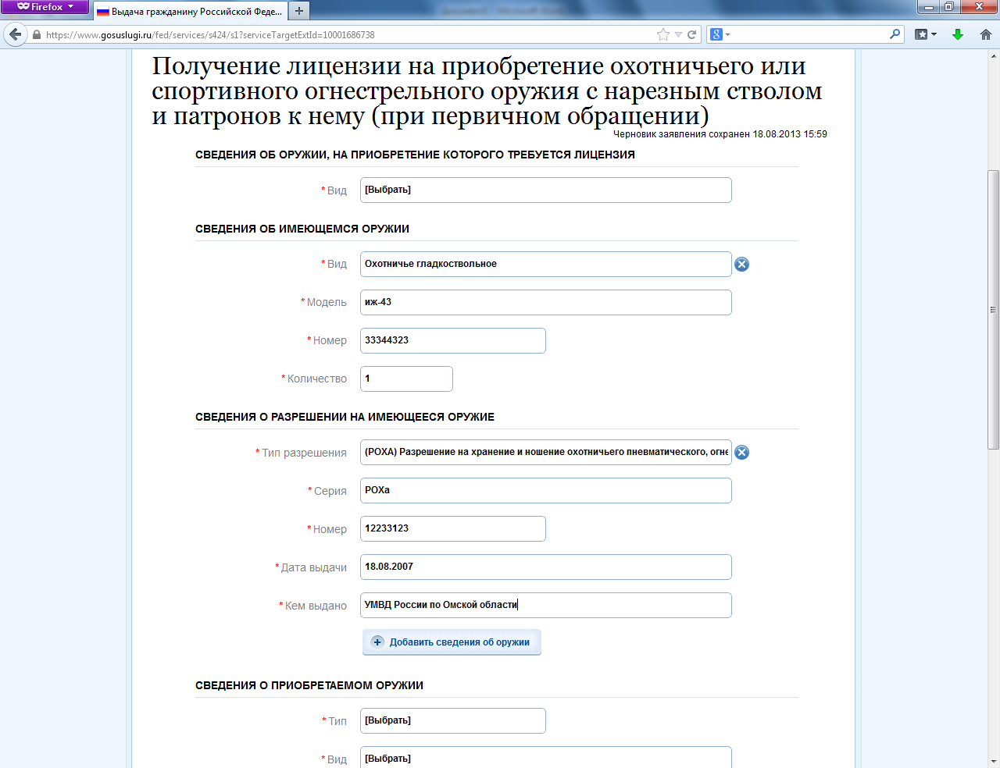 Firefox
Выдача гражданину Российской Феде...
https://www.gosuslugi.ru/fed/services/s424/s1?serviceTargetExtId=10001686738
Получение лицензии на приобретение охотничьего или
спортивного огнестрельного оружия с нарезным стволом
и патронов к нему (при первичном обращении)
Черновик заявления сохранен 18.08.2013 15:59
СВЕДЕНИЯ ОБ ОРУЖИИ, НА ПРИОБРЕТЕНИЕ КОТОРОГО ТРЕБУЕТСЯ ЛИЦЕНЗИЯ
* Вид [Выбрать]
СВЕДЕНИЯ ОБ ИМЕЮЩЕМСЯ ОРУЖИИ
* Вид Охотничье гладкоствольное
* Модель иж-43
* Номер 33344323
* Количество 1
СВЕДЕНИЯ О РАЗРЕШЕНИИ НА ИМЕЮЩЕЕСЯ ОРУЖИЕ
* Тип разрешения (РОХА) Разрешение на хранение и ношение охотничьего пневматического, огне
* Серия РОХа
* Номер 12233123
* Дата выдачи 18.08.2007
* Кем выдано УМВД России по Омской области
Добавить сведения об оружии
СВЕДЕНИЯ О ПРИОБРЕТАЕМОМ ОРУЖИИ
* Тип [Выбрать]
* Вид [Выбрать]